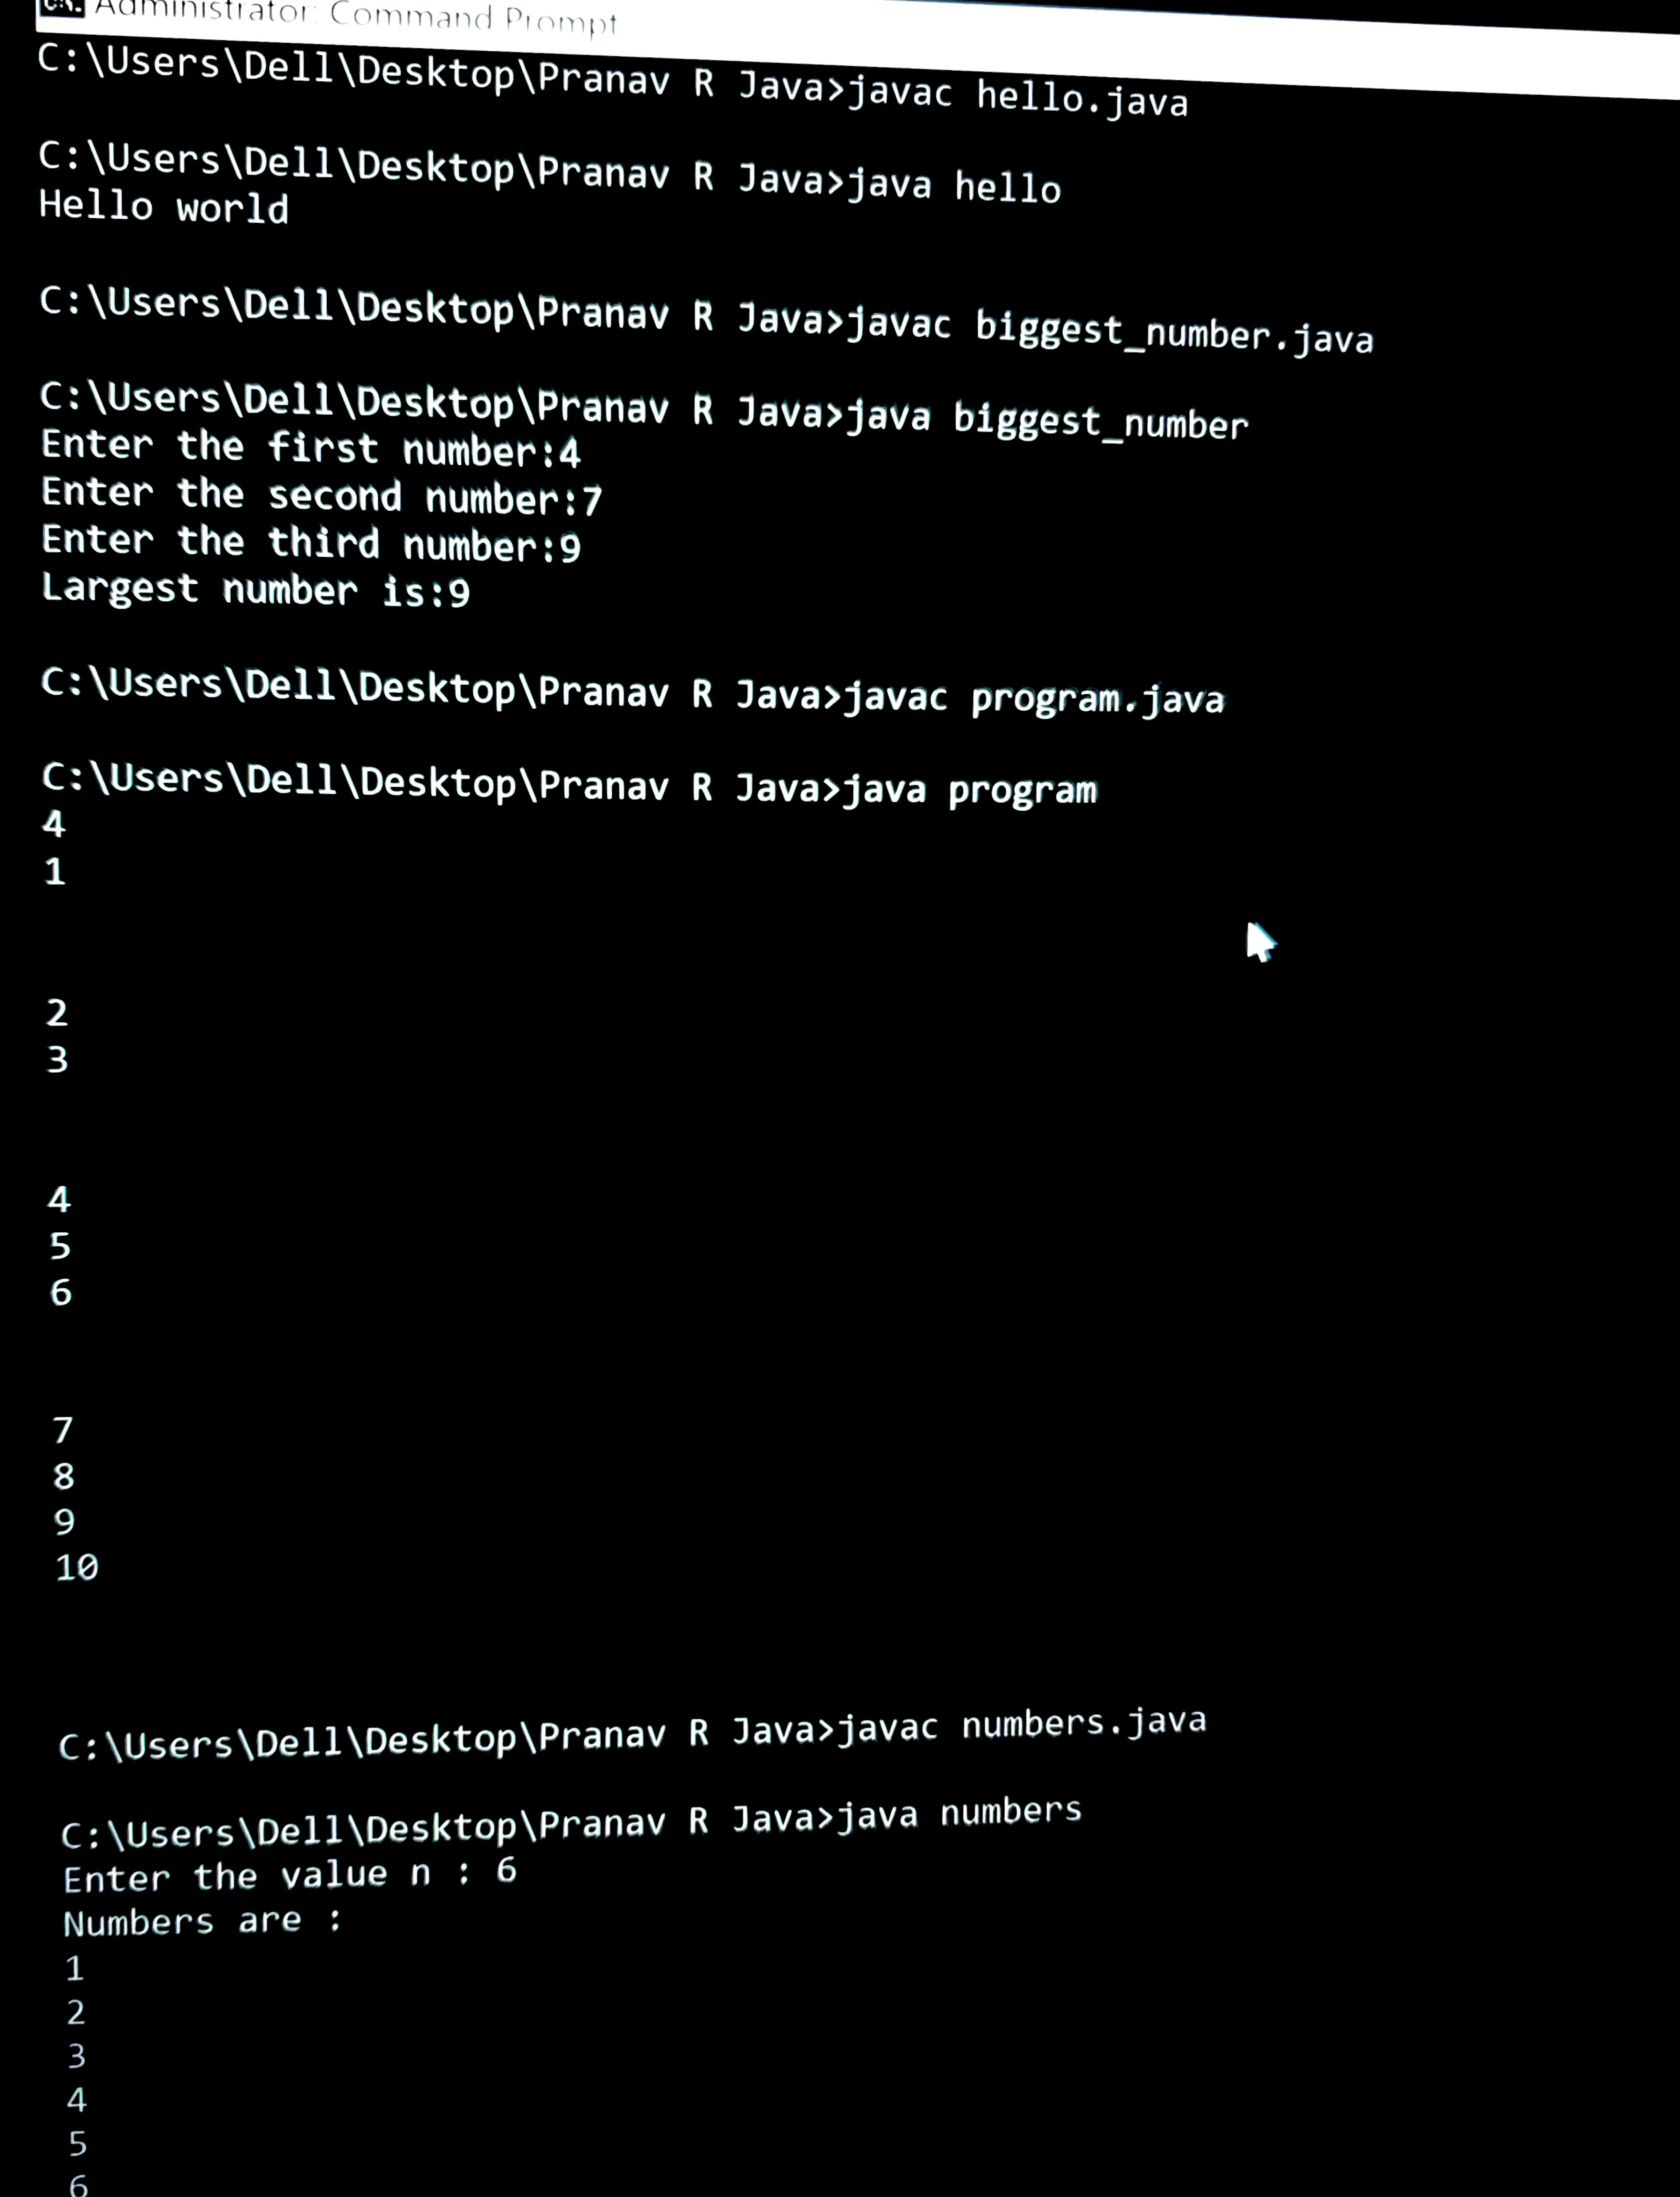 Administrator: Command Prompt
C:\Users\Dell\Desktop\Pranav R Java>javac hello.java
C:\Users\Dell\Desktop\Pranav R Java>java hello
Hello world
C:\Users\Dell\Desktop\Pranav R Java>javac biggest_number.java
C:\Users\Dell\Desktop\Pranav R Java>java biggest_number
Enter the first number:4
Enter the second number:7
Enter the third number:9
Largest number is:9
C:\Users\Dell\Desktop\Pranav R Java>javac program.java
C:\Users\Dell\Desktop\Pranav R Java>java program
4
1
2
3
4
5
6
7
8
9
10
C:\Users\Dell\Desktop\Pranav R Java>javac numbers.java
C:\Users\Dell\Desktop\Pranav R Java>java numbers
Enter the value n : 6
Numbers are :
1
2
3
4
5
6